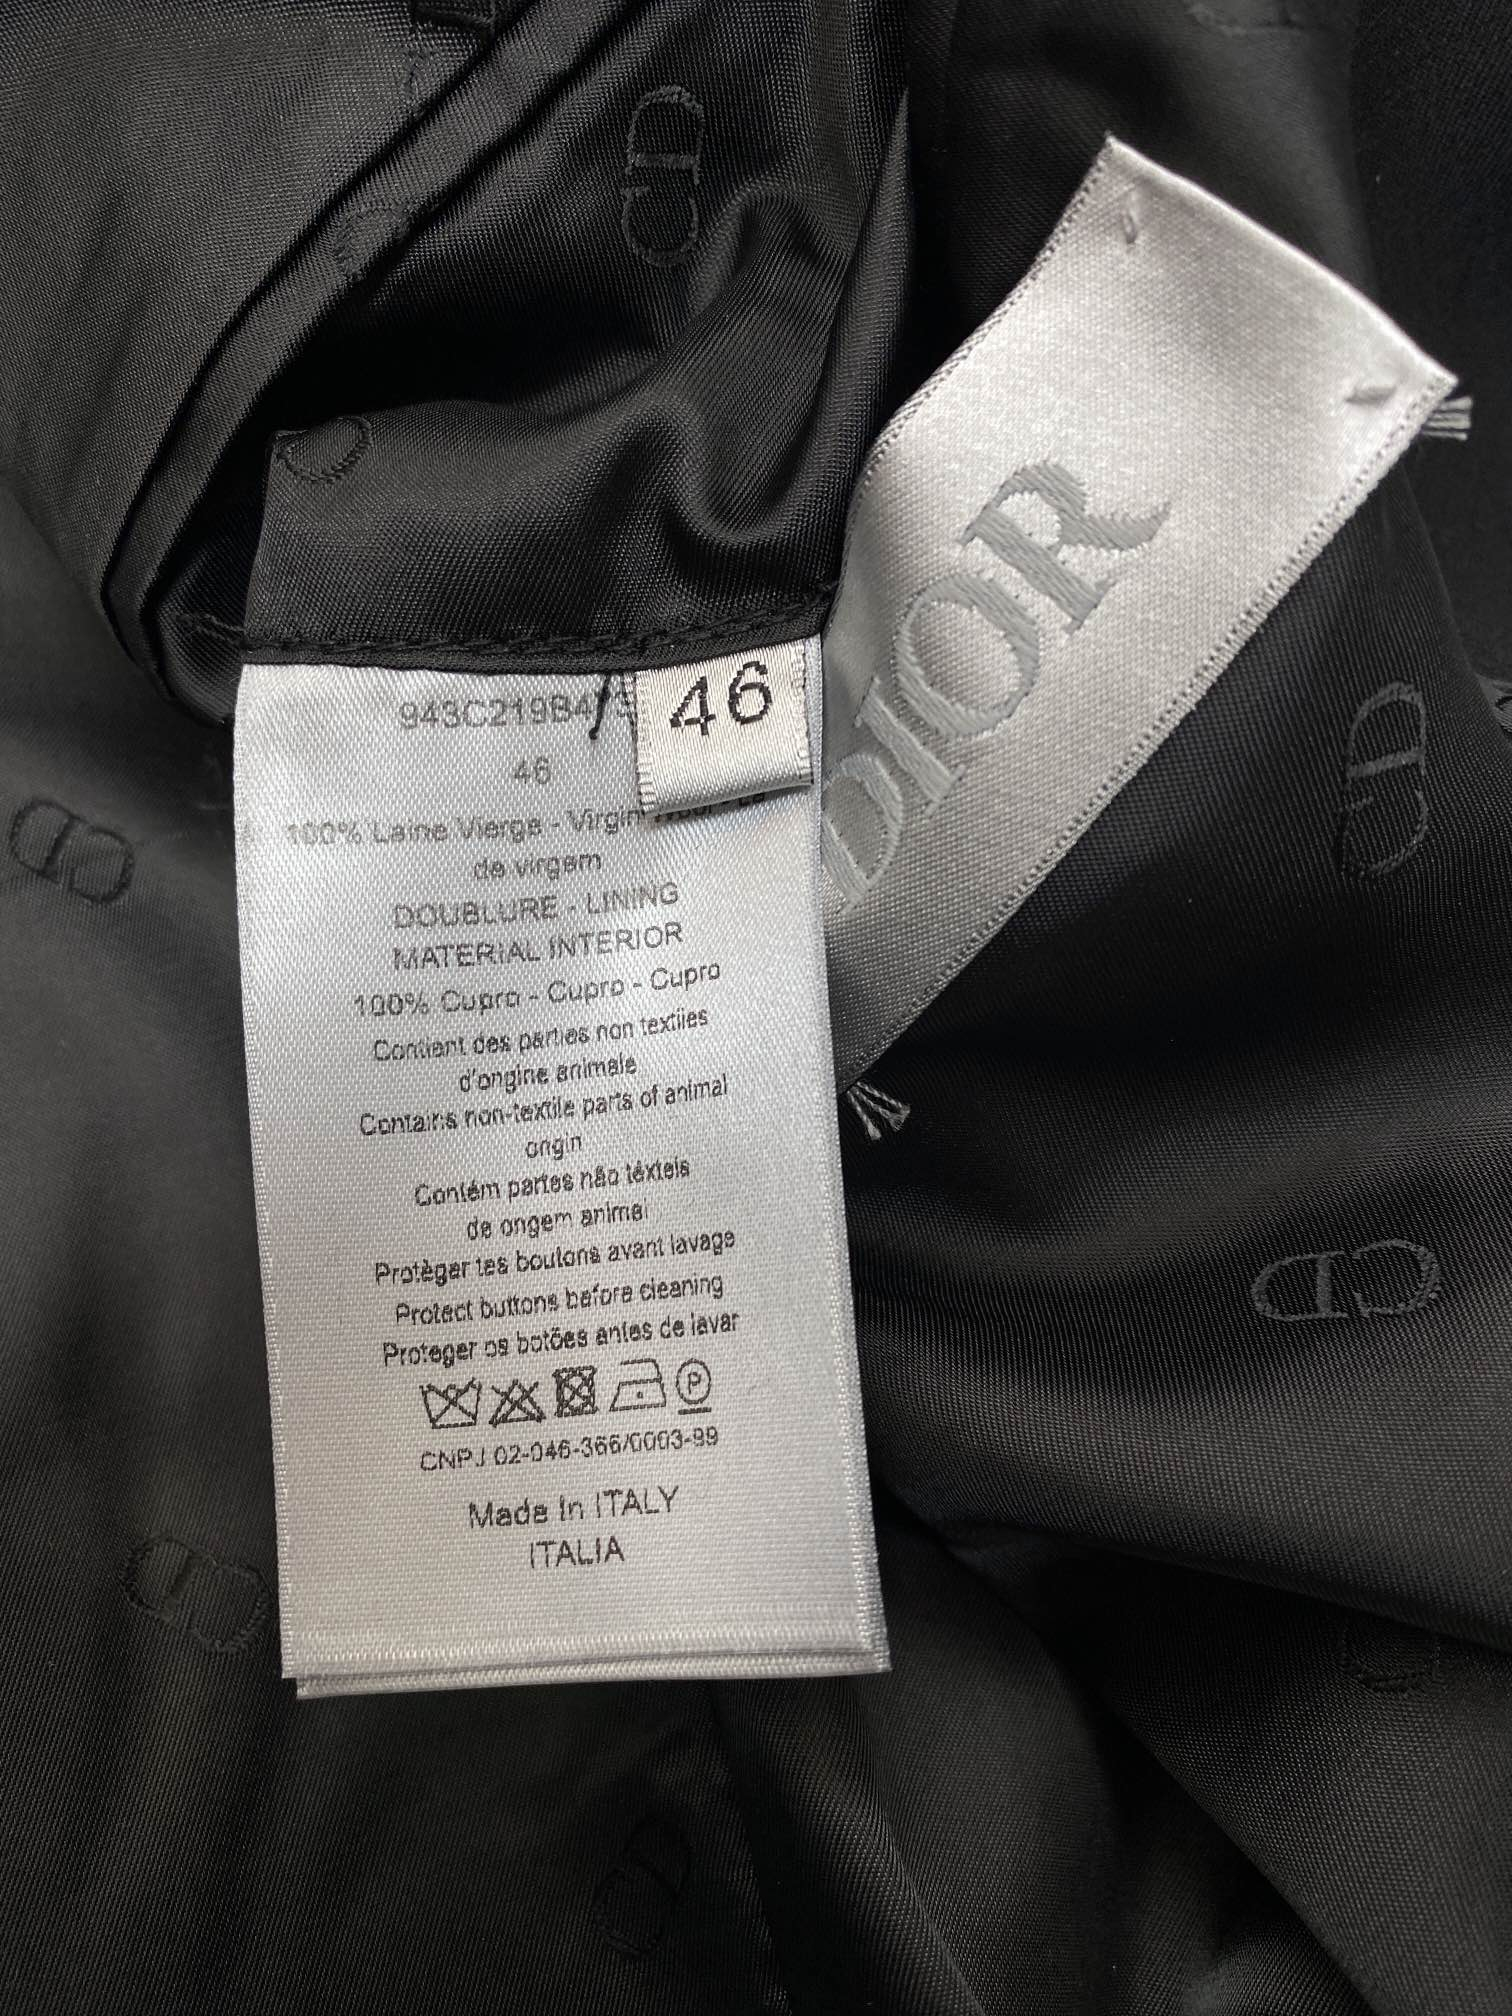 DIOR
46
943C219B4
46
100% Laine Vierge - Virgin
de virgem
DOUBLURE - LINING
MATERIAL INTERIOR
100% Cupro - Cupro - Cupro
Contient des parties non textiles
d'origine animale
Contains non-textile parts of animal
origin
Contém partes não têxteis
de origem animal
Protèger les boutons avant lavage
Protect buttons before cleaning
Proteger os botões antes de lavar
P
CNPJ 02-046-366/0003-99
Made In ITALY
ITALIA